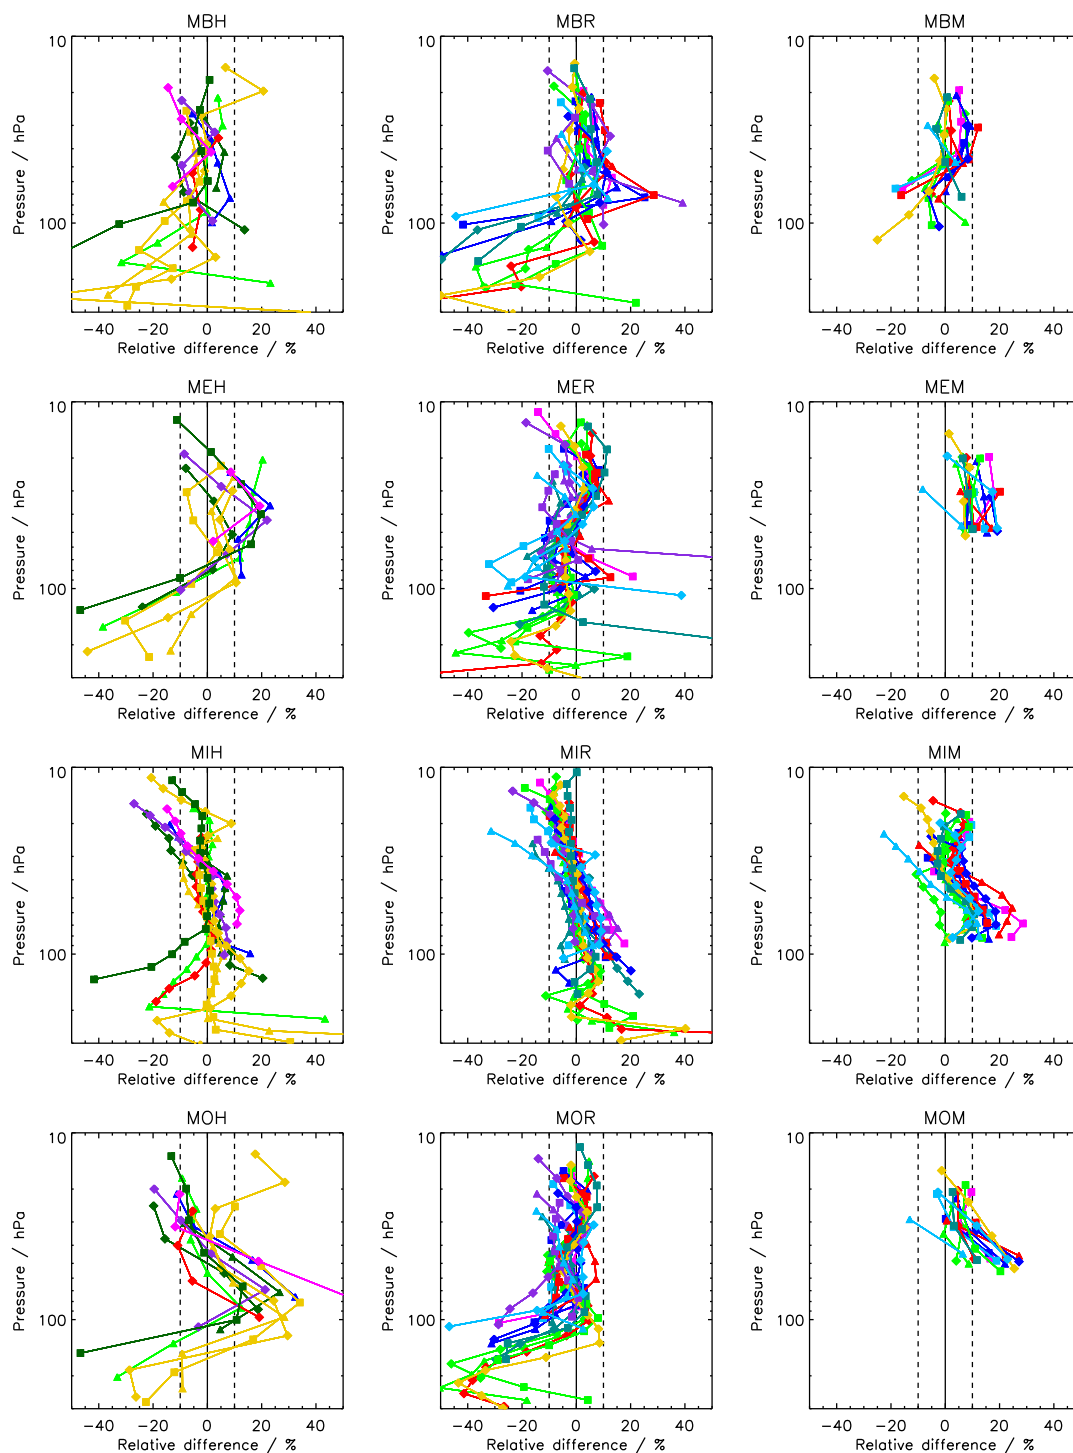 MBH MBR MBM
10 10 10
Pressure / hPa Pressure / hPa Pressure / hPa
100 100 100
-40 -20 0 20 40 -40 -20 0 20 40 -40 -20 0 20 40
Relative difference / % Relative difference / % Relative difference / %
MEH MER MEM
10 10 10
Pressure / hPa Pressure / hPa Pressure / hPa
100 100 100
-40 -20 0 20 40 -40 -20 0 20 40 -40 -20 0 20 40
Relative difference / % Relative difference / % Relative difference / %
MIH MIR MIM
10 10 10
Pressure / hPa Pressure / hPa Pressure / hPa
100 100 100
-40 -20 0 20 40 -40 -20 0 20 40 -40 -20 0 20 40
Relative difference / % Relative difference / % Relative difference / %
MOH MOR MOM
10 10 10
Pressure / hPa Pressure / hPa Pressure / hPa
100 100 100
-40 -20 0 20 40 -40 -20 0 20 40 -40 -20 0 20 40
Relative difference / % Relative difference / % Relative difference / %